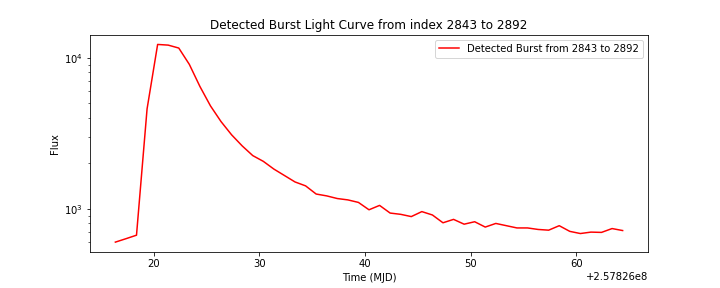 Detected Burst Light Curve from index 2843 to 2892
Detected Burst from 2843 to 2892
Flux
10^4
10^3
20 30 40 50 60
Time (MJD)
+2.57826e8